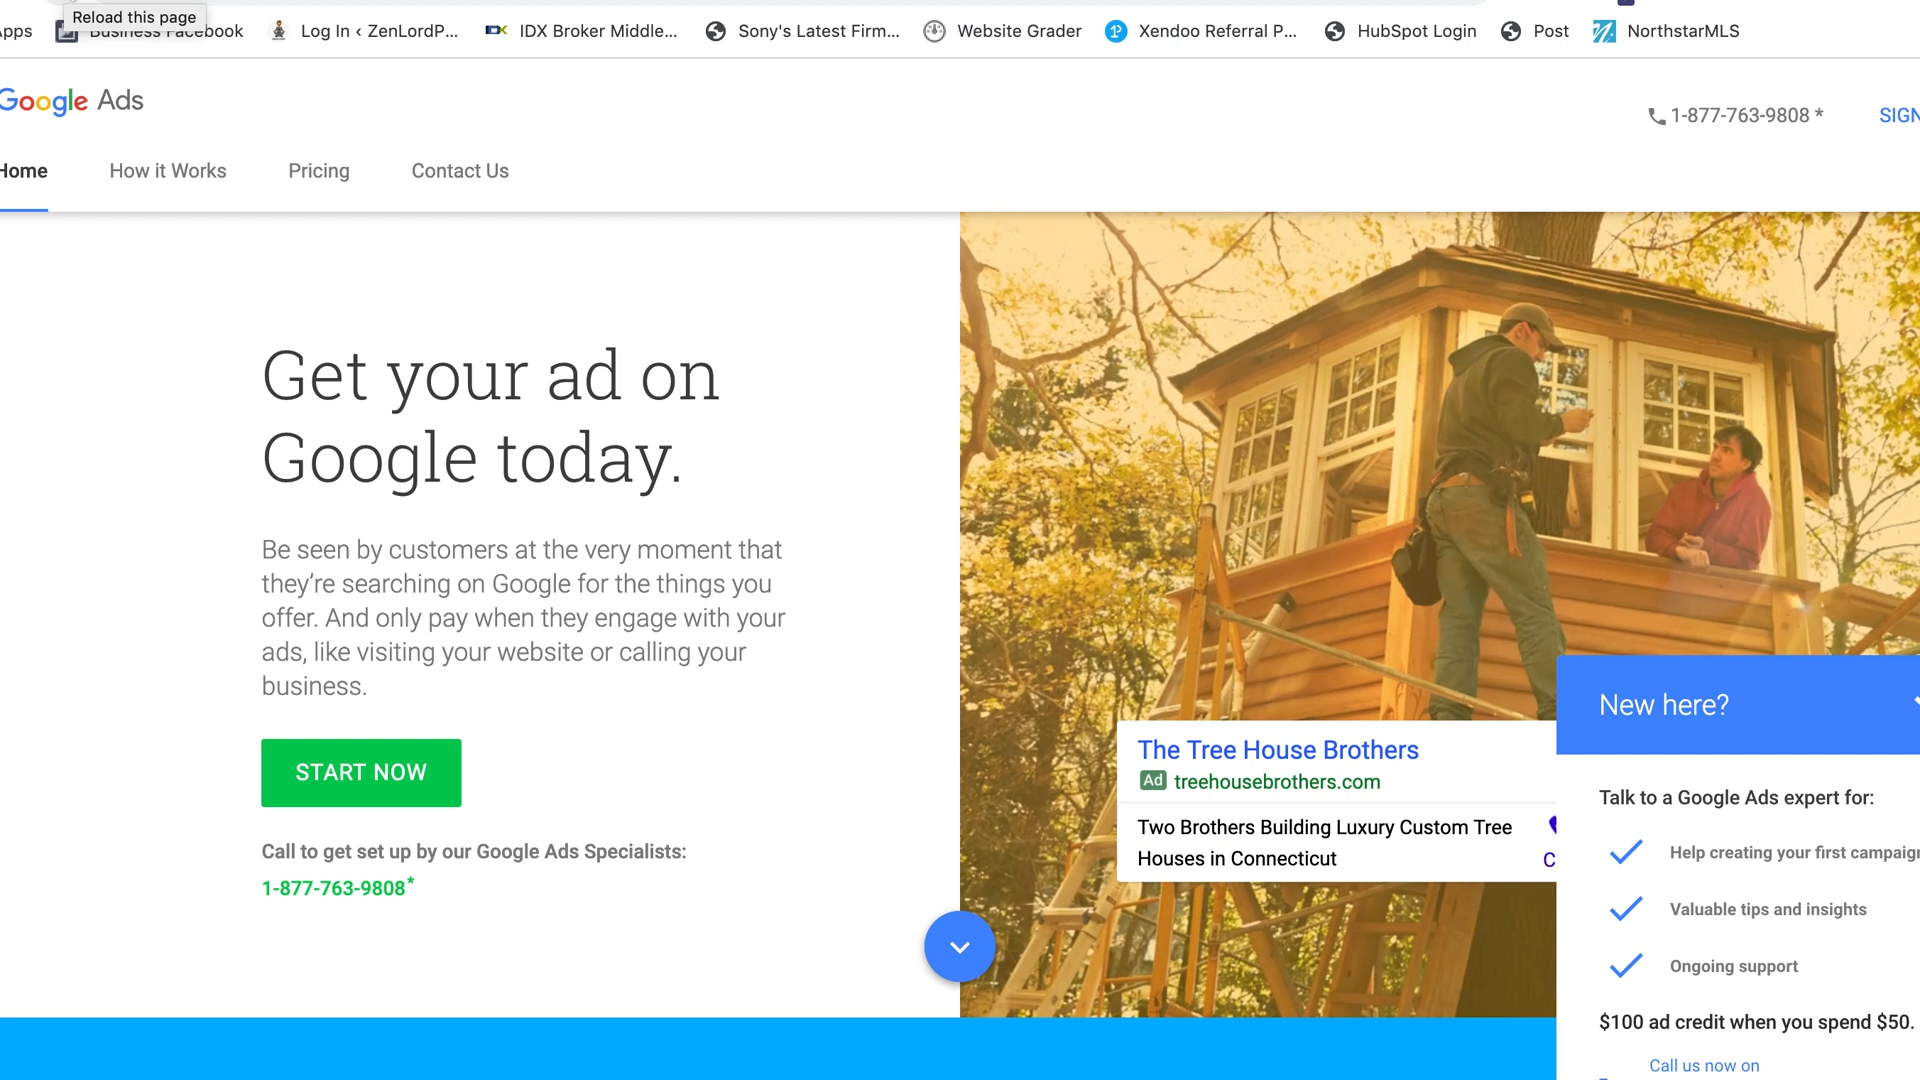 Reload this page
Apps Business Facebook Log In ‹ ZenLordP... IDX Broker Middle... Sony's Latest Firm... Website Grader Xendoo Referral P... HubSpot Login Post NorthstarMLS
Google Ads
1-877-763-9808 * SIGN
Home How it Works Pricing Contact Us
Get your ad on
Google today.
Be seen by customers at the very moment that
they’re searching on Google for the things you
offer. And only pay when they engage with your
ads, like visiting your website or calling your
business.
START NOW
Call to get set up by our Google Ads Specialists:
1-877-763-9808*
The Tree House Brothers
Ad treehousebrothers.com
Two Brothers Building Luxury Custom Tree
Houses in Connecticut
C
New here?
Talk to a Google Ads expert for:
Help creating your first campaign
Valuable tips and insights
Ongoing support
$100 ad credit when you spend $50.
Call us now on